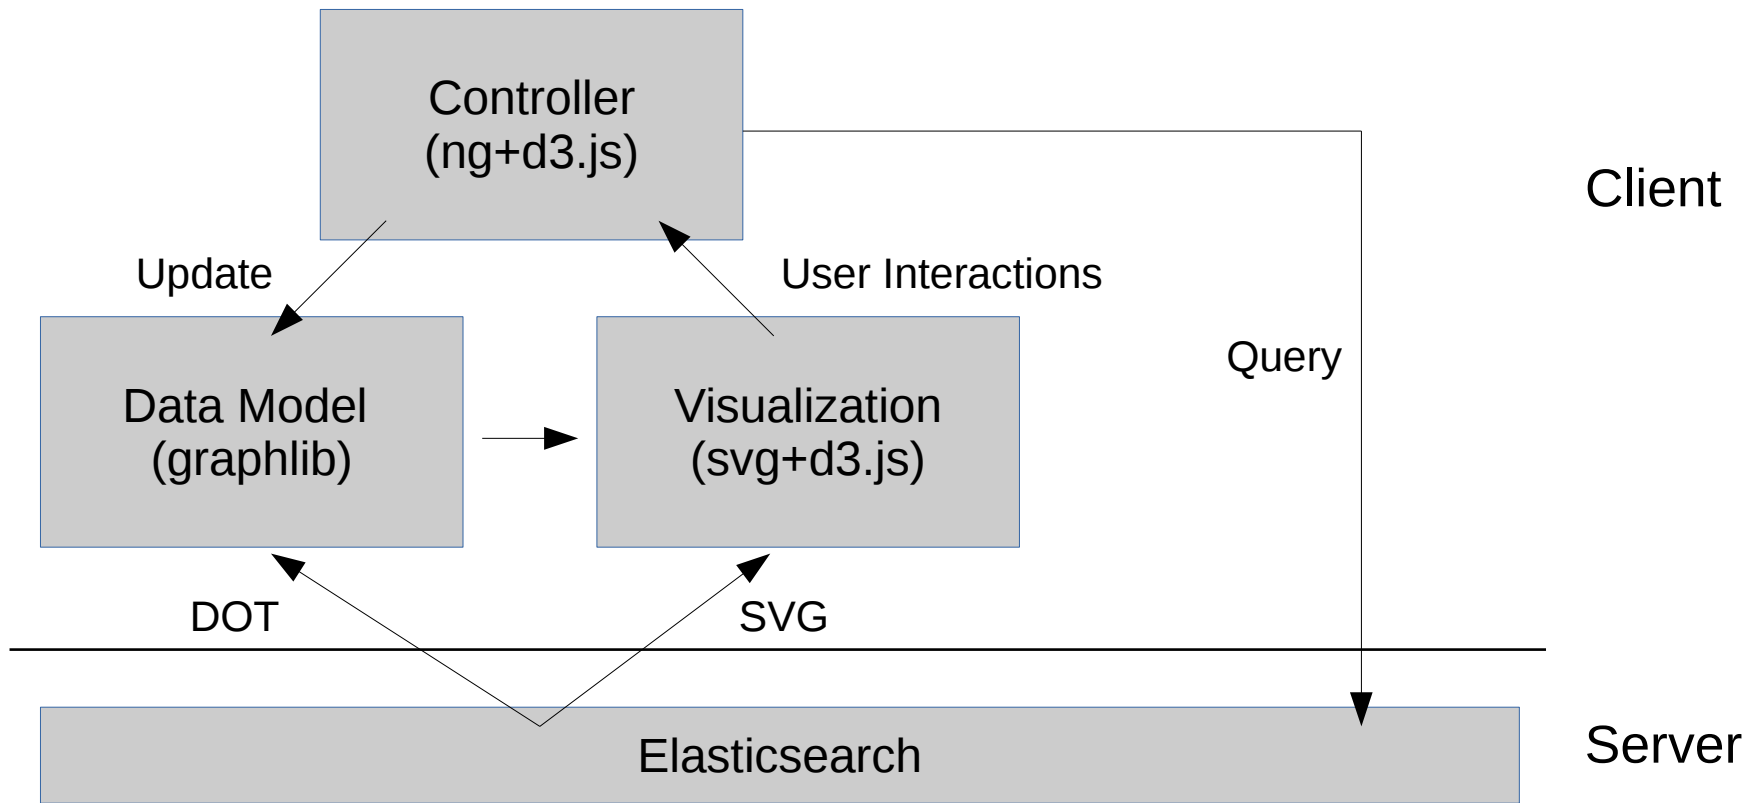 Controller
(ng+d3.js)
Client
Update
User Interactions
Query
Data Model
(graphlib)
Visualization
(svg+d3.js)
DOT
SVG
Elasticsearch
Server